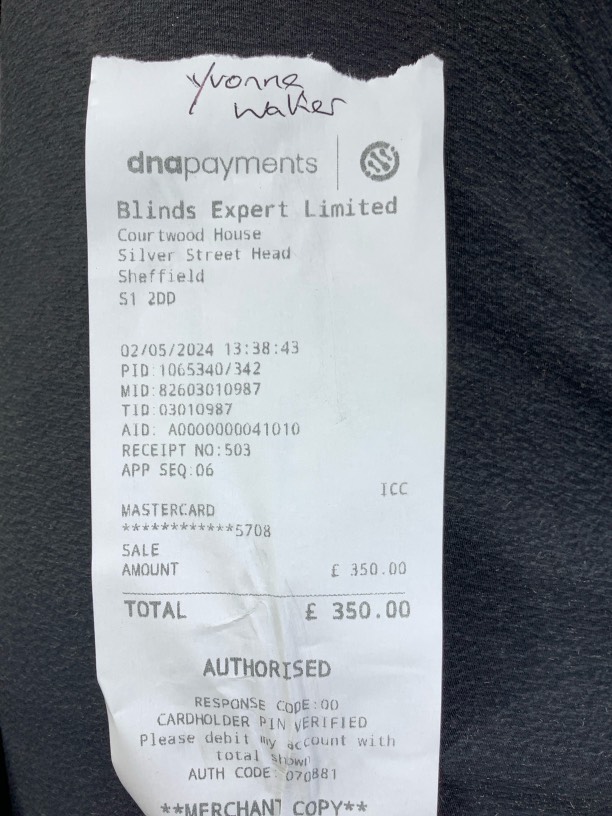 Yvonne
Walker
dnapayments
Blinds Expert Limited
Courtwood House
Silver Street Head
Sheffield
S1 2DD
02/05/2024 13:38:43
PID:1065340/342
MID:82603010987
TID:03010987
AID: A0000000041010
RECEIPT NO:503
APP SEQ:06
ICC
MASTERCARD
************5708
SALE
AMOUNT £ 350.00
TOTAL £ 350.00
AUTHORISED
RESPONSE CODE:00
CARDHOLDER PIN VERIFIED
Please debit my account with
total shown
AUTH CODE: 070881
**MERCHANT COPY**